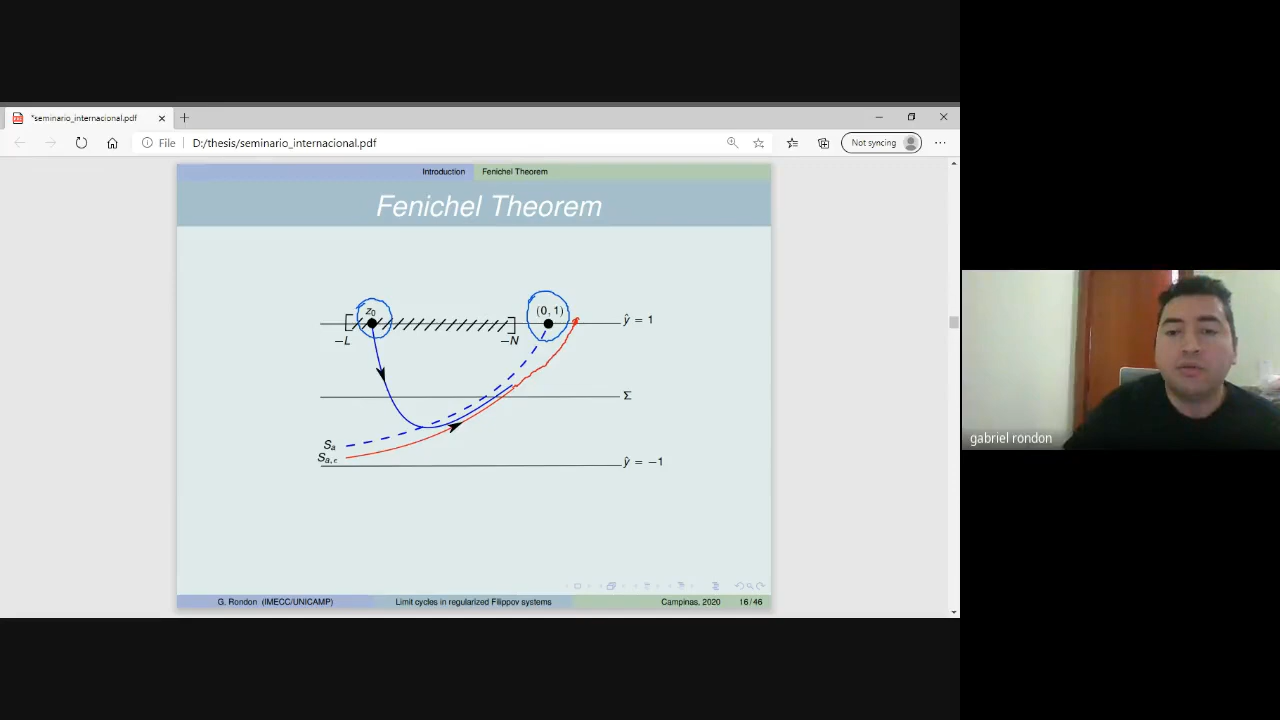 *seminario_internacional.pdf
File D:/thesis/seminario_internacional.pdf Not syncing
Introduction Fenichel Theorem
Fenichel Theorem
z₀ (0, 1) ŷ = 1
−L −N
Σ
Sₐ
Sₐ,ε ŷ = −1
G. Rondon (IMECC/UNICAMP) Limit cycles in regularized Filippov systems Campinas, 2020 16/46
gabriel rondon